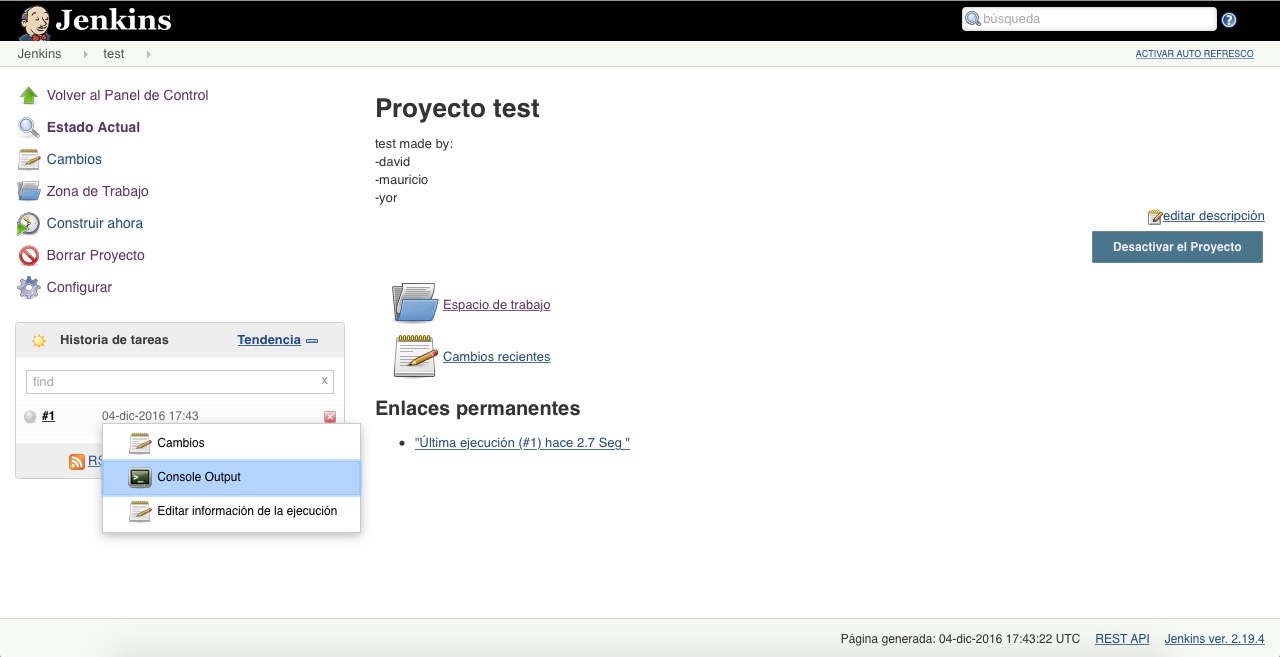 Jenkins
búsqueda
?
Jenkins test
ACTIVAR AUTO REFRESCO
Volver al Panel de Control
Estado Actual
Cambios
Zona de Trabajo
Construir ahora
Borrar Proyecto
Configurar
Historia de tareas Tendencia
find x
#1 04-dic-2016 17:43
Cambios
RS
Console Output
Editar información de la ejecución
Proyecto test
test made by:
-david
-mauricio
-yor
editar descripción
Desactivar el Proyecto
Espacio de trabajo
Cambios recientes
Enlaces permanentes
"Última ejecución (#1) hace 2.7 Seg "
Página generada: 04-dic-2016 17:43:22 UTC REST API Jenkins ver. 2.19.4